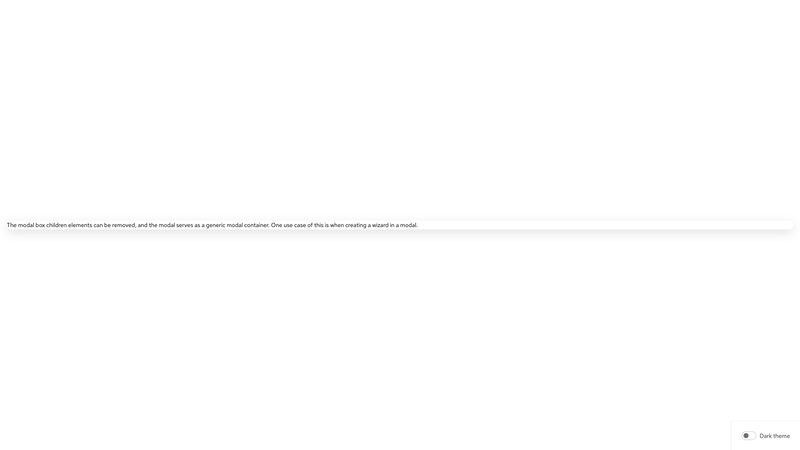 The modal box children elements can be removed, and the modal serves as a generic modal container. One use case of this is when creating a wizard in a modal.
Dark theme